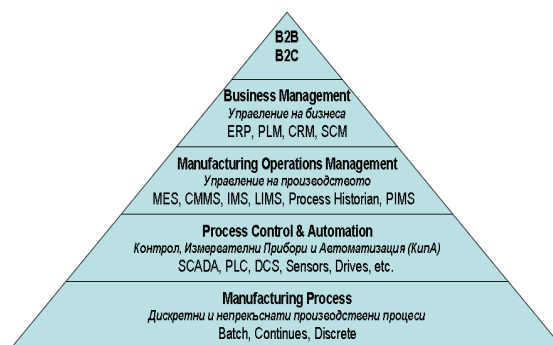 B2B
B2C
Business Management
Управление на бизнеса
ERP, PLM, CRM, SCM
Manufacturing Operations Management
Управление на производството
MES, CMMS, IMS, LIMS, Process Historian, PIMS
Process Control & Automation
Контрол, Измервателни Прибори и Автоматизация (КипА)
SCADA, PLC, DCS, Sensors, Drives, etc.
Manufacturing Process
Дискретни и непрекъснати производствени процеси
Batch, Continues, Discrete